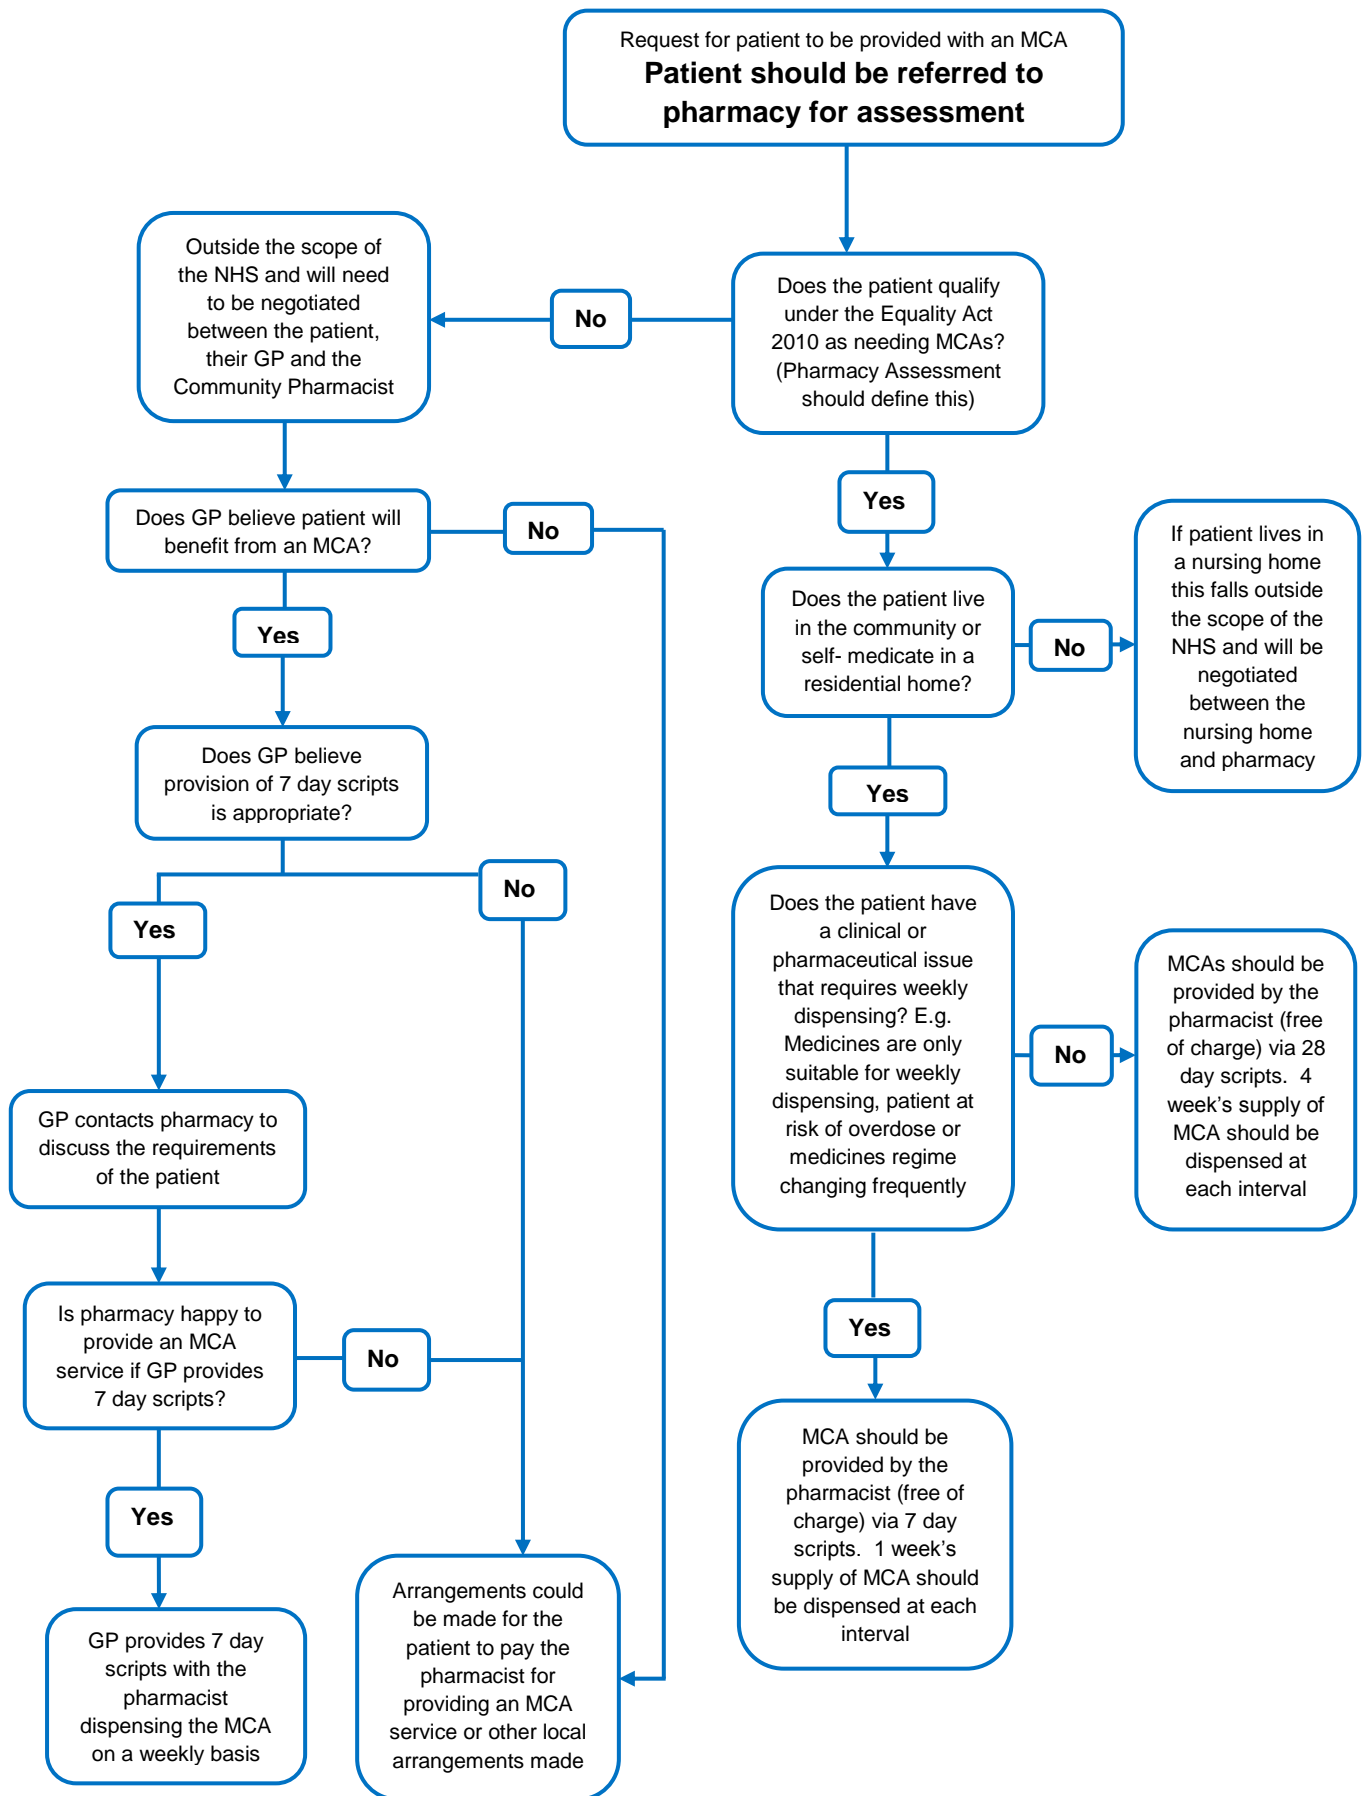 Request for patient to be provided with an MCA
Patient should be referred to
pharmacy for assessment
Outside the scope of
the NHS and will need
to be negotiated
between the patient,
their GP and the
Community Pharmacist
No
Does the patient qualify
under the Equality Act
2010 as needing MCAs?
(Pharmacy Assessment
should define this)
Yes
Does GP believe patient will
benefit from an MCA?
No
Yes
Does the patient live
in the community or
self- medicate in a
residential home?
No
If patient lives in
a nursing home
this falls outside
the scope of the
NHS and will be
negotiated
between the
nursing home
and pharmacy
Does GP believe
provision of 7 day scripts
is appropriate?
Yes
No
Yes
Does the patient have
a clinical or
pharmaceutical issue
that requires weekly
dispensing? E.g.
Medicines are only
suitable for weekly
dispensing, patient at
risk of overdose or
medicines regime
changing frequently
No
MCAs should be
provided by the
pharmacist (free
of charge) via 28
day scripts.  4
week’s supply of
MCA should be
dispensed at
each interval
GP contacts pharmacy to
discuss the requirements
of the patient
Is pharmacy happy to
provide an MCA
service if GP provides
7 day scripts?
No
Yes
Yes
MCA should be
provided by the
pharmacist (free of
charge) via 7 day
scripts.  1 week’s
supply of MCA should
be dispensed at each
interval
GP provides 7 day
scripts with the
pharmacist
dispensing the MCA
on a weekly basis
Arrangements could
be made for the
patient to pay the
pharmacist for
providing an MCA
service or other local
arrangements made